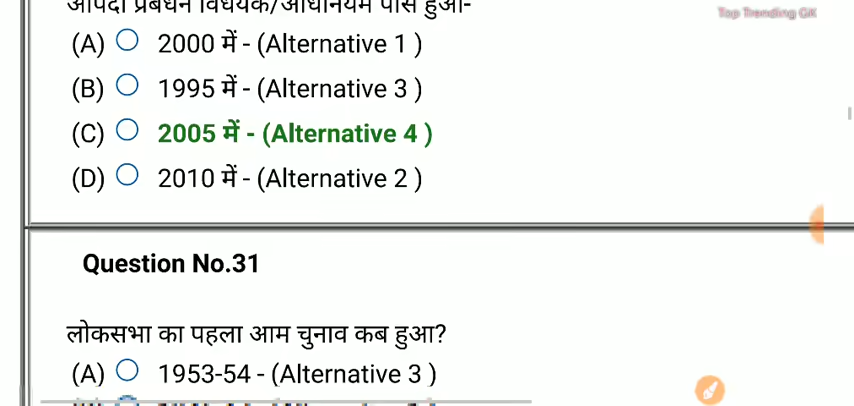 आपदा प्रबंधन विधेयक/अधिनियम पास हुआ-
Top Trending GK
(A) 2000 में - (Alternative 1 )
(B) 1995 में - (Alternative 3 )
(C) 2005 में - (Alternative 4 )
(D) 2010 में - (Alternative 2 )
Question No.31
लोकसभा का पहला आम चुनाव कब हुआ?
(A) 1953-54 - (Alternative 3 )